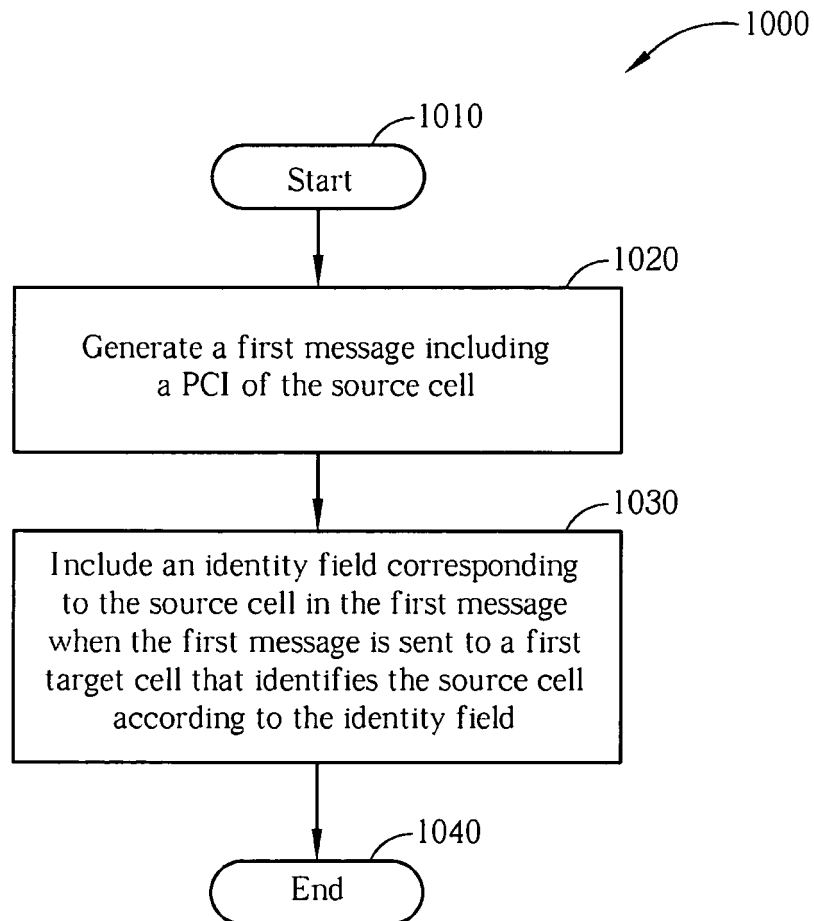 1000
1010
Start
1020
Generate a first message including
a PCI of the source cell
1030
Include an identity field corresponding
to the source cell in the first message
when the first message is sent to a first
target cell that identifies the source cell
according to the identity field.
1040
End